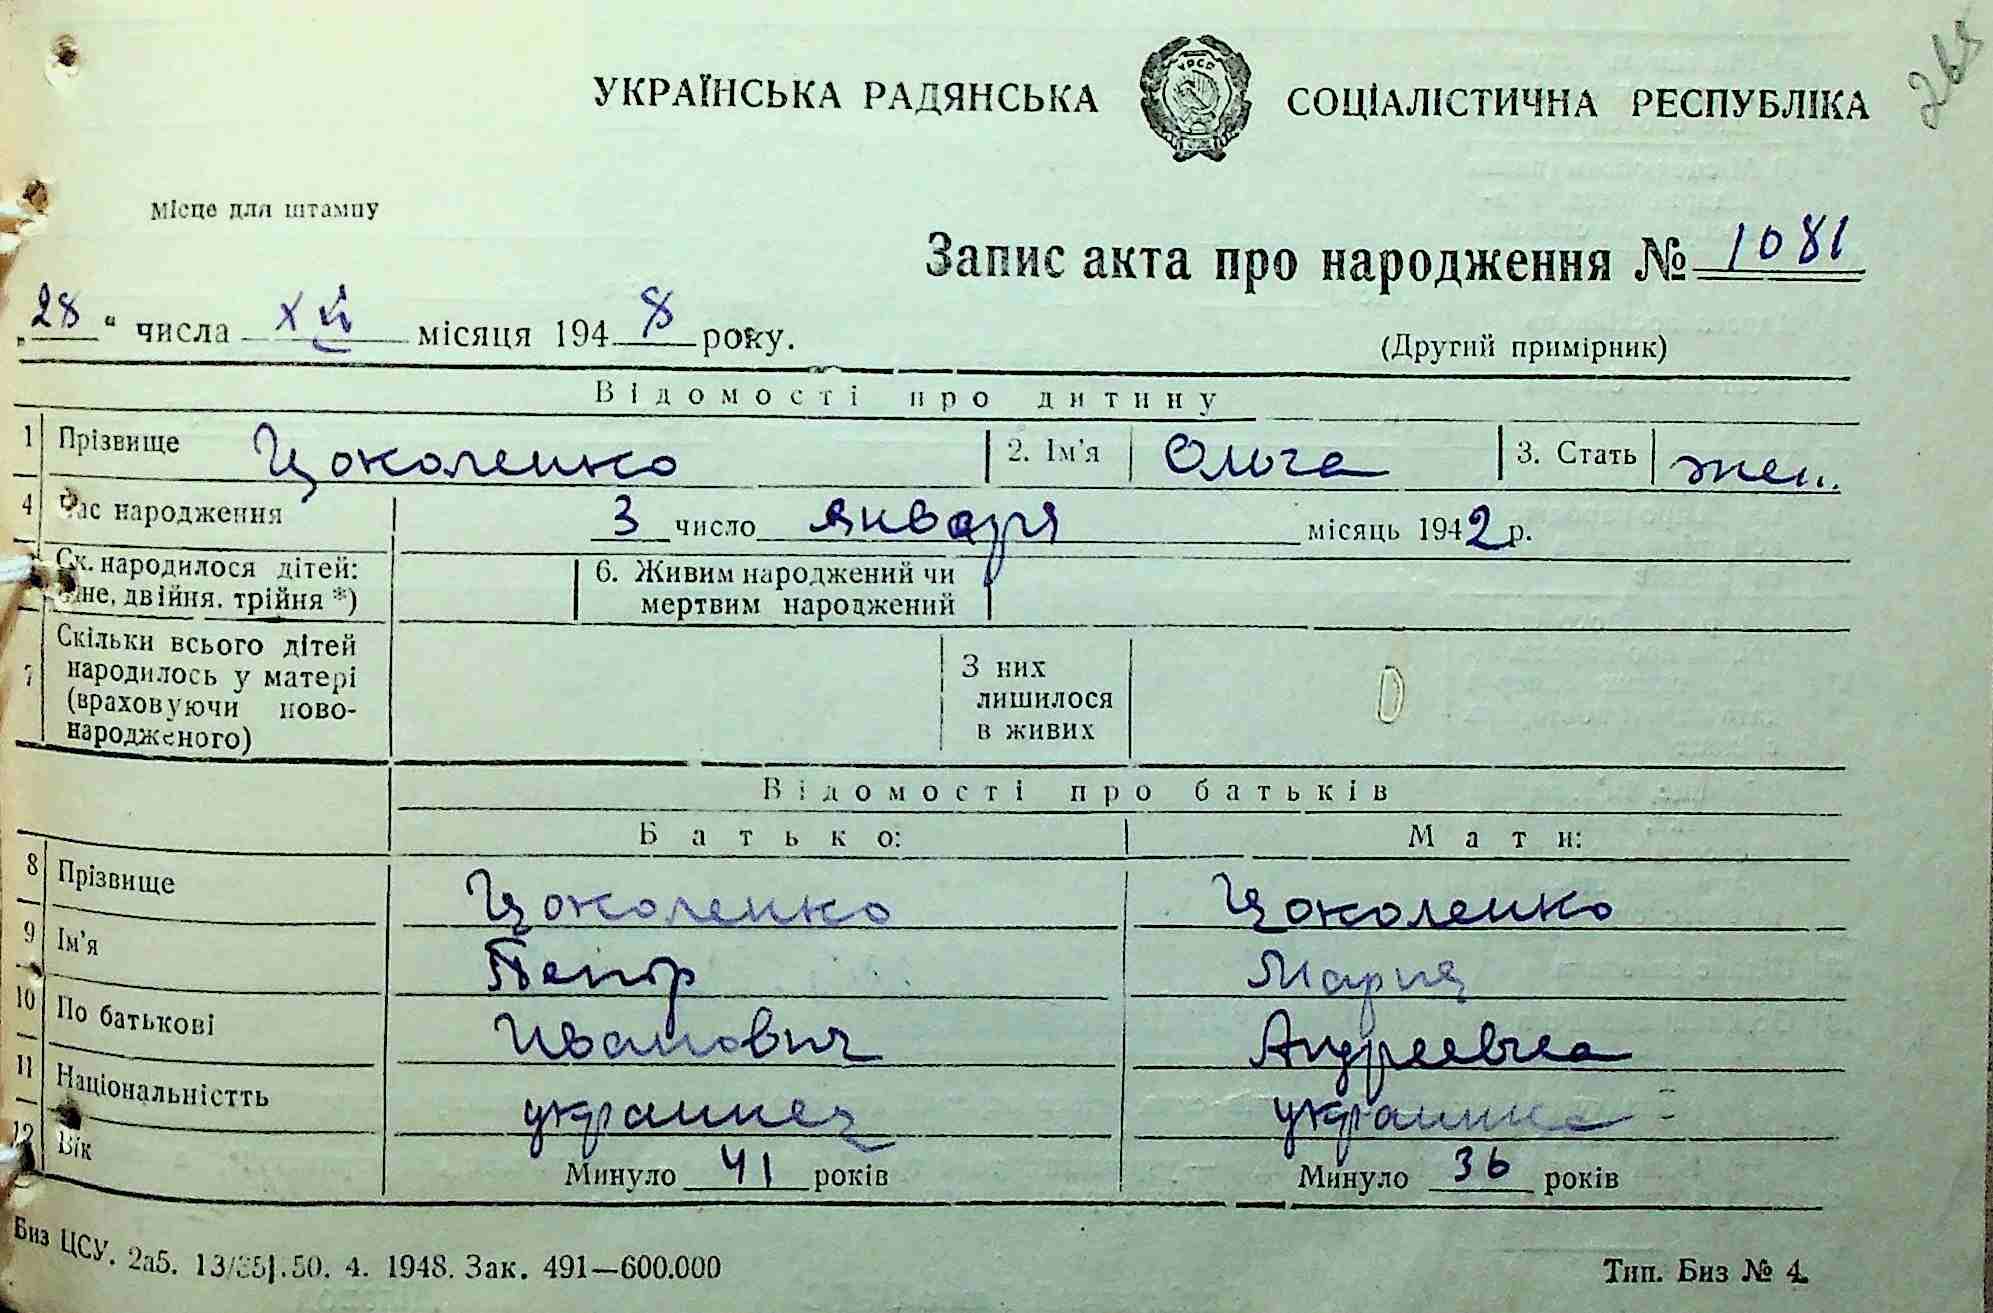 265
УКРАЇНСЬКА РАДЯНСЬКА СОЦІАЛІСТИЧНА РЕСПУБЛІКА
УРСР
Місце для штампу
Запис акта про народження № 1081
„28“ числа XII місяця 1948 року.
(Другий примірник)
Відомості про дитину
1 Прізвище Цоколенко 2. Ім'я Ольга 3. Стать жен.
4 Час народження 3 число января місяць 1942 р.
Ск. народилося дітей: одне, двійня, трійня *) 6. Живим народжений чи
мертвим народжений
7 Скільки всього дітей
народилось у матері
(враховуючи ново-
народженого)
З них
лишилося
в живих
Відомості про батьків
Батько: Мати:
8 Прізвище Цоколенко Цоколенко
9 Ім'я Петр Мария
10 По батькові Иванович Андреевна
11 Національністть украинец украинка
12 Вік Минуло 41 років Минуло 36 років
Биз ЦСУ. 2а5. 13/35|.50. 4. 1948. Зак. 491—600.000 Тип. Биз № 4.